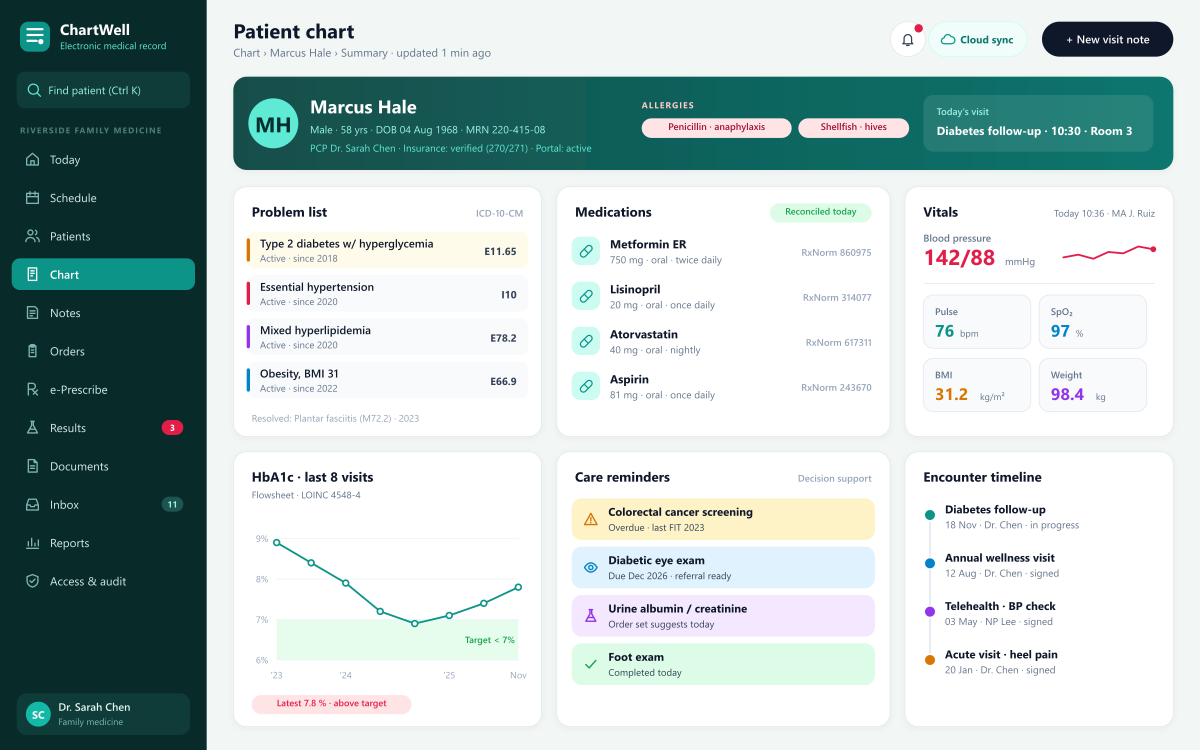 ChartWell
Electronic medical record
Find patient (Ctrl K)
RIVERSIDE FAMILY MEDICINE
Today
Schedule
Patients
Chart
Notes
Orders
e-Prescribe
Results
3
Documents
Inbox
11
Reports
Access & audit
SC
Dr. Sarah Chen
Family medicine
Patient chart
Chart › Marcus Hale › Summary · updated 1 min ago
Cloud sync
+ New visit note
MH
Marcus Hale
Male · 58 yrs · DOB 04 Aug 1968 · MRN 220-415-08
PCP Dr. Sarah Chen · Insurance: verified (270/271) · Portal: active
ALLERGIES
Penicillin · anaphylaxis
Shellfish · hives
Today's visit
Diabetes follow-up · 10:30 · Room 3
Problem list
ICD-10-CM
Type 2 diabetes w/ hyperglycemia
Active · since 2018
E11.65
Essential hypertension
Active · since 2020
I10
Mixed hyperlipidemia
Active · since 2020
E78.2
Obesity, BMI 31
Active · since 2022
E66.9
Resolved: Plantar fasciitis (M72.2) · 2023
Medications
Reconciled today
Metformin ER
750 mg · oral · twice daily
RxNorm 860975
Lisinopril
20 mg · oral · once daily
RxNorm 314077
Atorvastatin
40 mg · oral · nightly
RxNorm 617311
Aspirin
81 mg · oral · once daily
RxNorm 243670
Vitals
Today 10:36 · MA J. Ruiz
Blood pressure
142/88 mmHg
Pulse
76 bpm
SpO₂
97 %
BMI
31.2 kg/m²
Weight
98.4 kg
HbA1c · last 8 visits
Flowsheet · LOINC 4548-4
9%
8%
7%
6%
Target < 7%
'23
'24
'25
Nov
Latest 7.8 % · above target
Care reminders
Decision support
Colorectal cancer screening
Overdue · last FIT 2023
Diabetic eye exam
Due Dec 2026 · referral ready
Urine albumin / creatinine
Order set suggests today
Foot exam
Completed today
Encounter timeline
Diabetes follow-up
18 Nov · Dr. Chen · in progress
Annual wellness visit
12 Aug · Dr. Chen · signed
Telehealth · BP check
03 May · NP Lee · signed
Acute visit · heel pain
20 Jan · Dr. Chen · signed